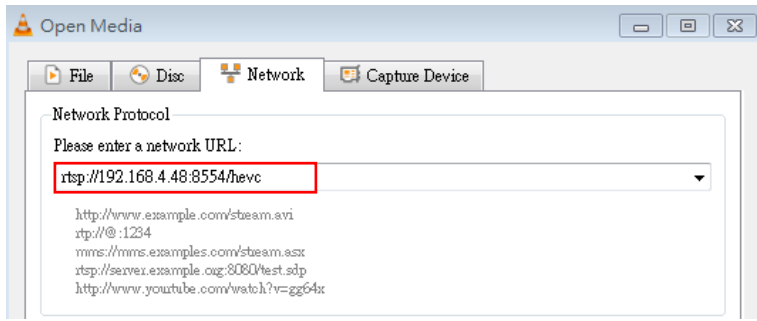 Open Media
File Disc Network Capture Device
Network Protocol
Please enter a network URL:
rtsp://192.168.4.48:8554/hevc
http://www.example.com/stream.avi
rtp://@:1234
mms://mms.examples.com/stream.asx
rtsp://server.example.org:8080/test.sdp
http://www.yourtube.com/watch?v=gg64x